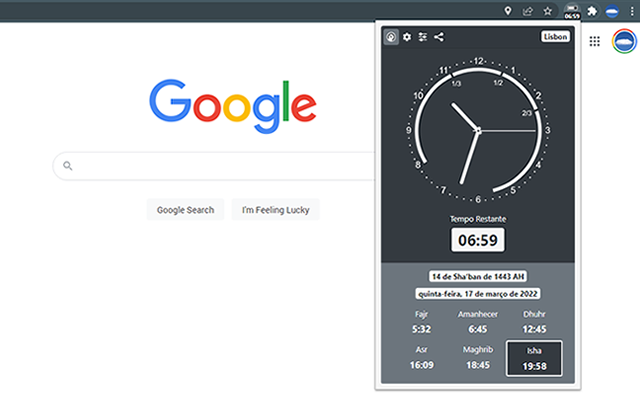 06:59
Lisbon
Google
Google Search
I'm Feeling Lucky
12
11
1
1/3
1/2
10
2
2/3
9
3
8
4
7
5
6
Tempo Restante
06:59
14 de Sha'ban de 1443 AH
quinta-feira, 17 de março de 2022
Fajr Amanhecer Dhuhr
5:32 6:45 12:45
Asr Maghrib Isha
16:09 18:45 19:58